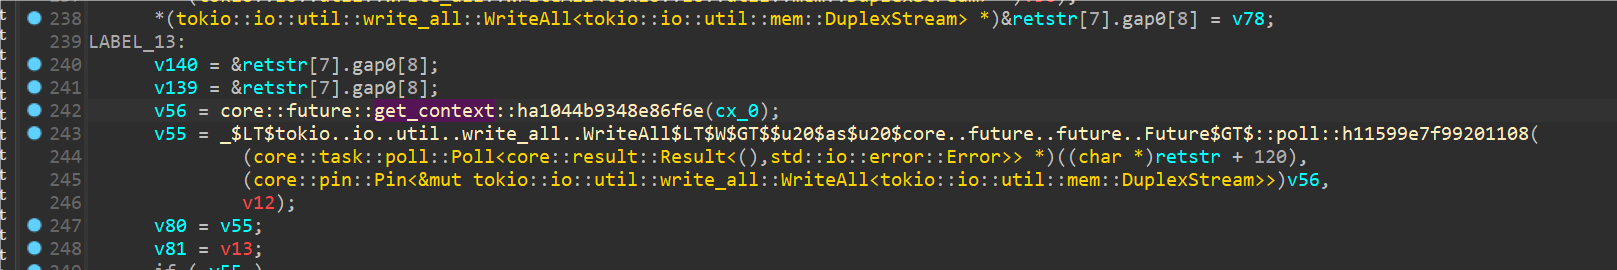 238 *(tokio::io::util::write_all::WriteAll<tokio::io::util::mem::DuplexStream> *)&retstr[7].gap0[8] = v78;
239 LABEL_13:
240 v140 = &retstr[7].gap0[8];
241 v139 = &retstr[7].gap0[8];
242 v56 = core::future::get_context::ha1044b9348e86f6e(cx_0);
243 v55 = _$LT$tokio..io..util..write_all..WriteAll$LT$W$GT$$u20$as$u20$core..future..future..Future$GT$::poll::h11599e7f99201108(
244 (core::task::poll::Poll<core::result::Result<(),std::io::error::Error>> *)((char *)retstr + 120),
245 (core::pin::Pin<&mut tokio::io::util::write_all::WriteAll<tokio::io::util::mem::DuplexStream>>)v56,
246 v12);
247 v80 = v55;
248 v81 = v13;